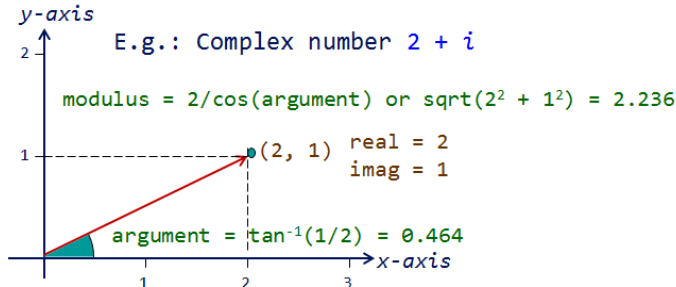 y-axis
E.g.: Complex number 2 + i
2
modulus = 2/cos(argument) or sqrt(2² + 1²) = 2.236
1
(2, 1)
real = 2
imag = 1
argument = tan⁻¹(1/2) = 0.464
x-axis
1 2 3